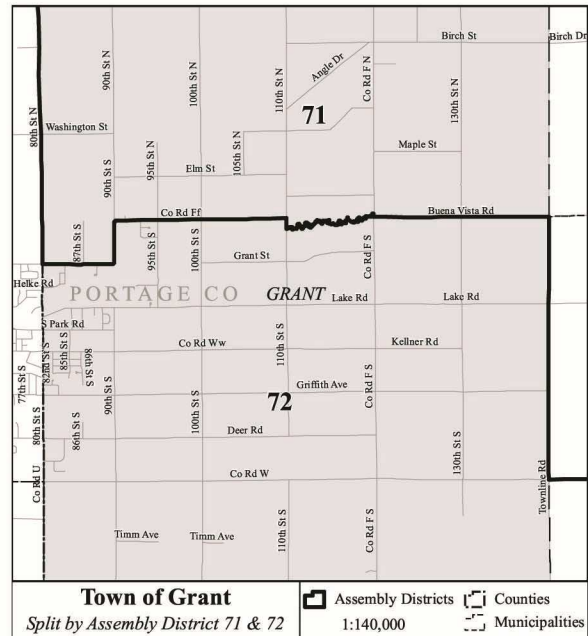 Birch St
Birch Dr
Angle Dr
80th St N
90th St N
100th St N
110th St N
Co Rd F N
130th St N
71
Washington St
Maple St
90th St S
95th St N
105th St N
Elm St
Co Rd Ff
Buena Vista Rd
87th St S
95th St S
100th St S
Grant St
Co Rd F S
Helke Rd
PORTAGE CO
GRANT
Lake Rd
Lake Rd
S Park Rd
Co Rd Ww
110th St S
Kellner Rd
77th St S
82nd St S
85th St S
86th St S
90th St S
Griffith Ave
72
Co Rd F S
80th St S
86th St S
100th St S
Deer Rd
130th St S
Co Rd U
Co Rd W
Townline Rd
Timm Ave
Timm Ave
110th St S
Co Rd F S
Town of Grant
Split by Assembly District 71 & 72
Assembly Districts
Counties
1:140,000
Municipalities